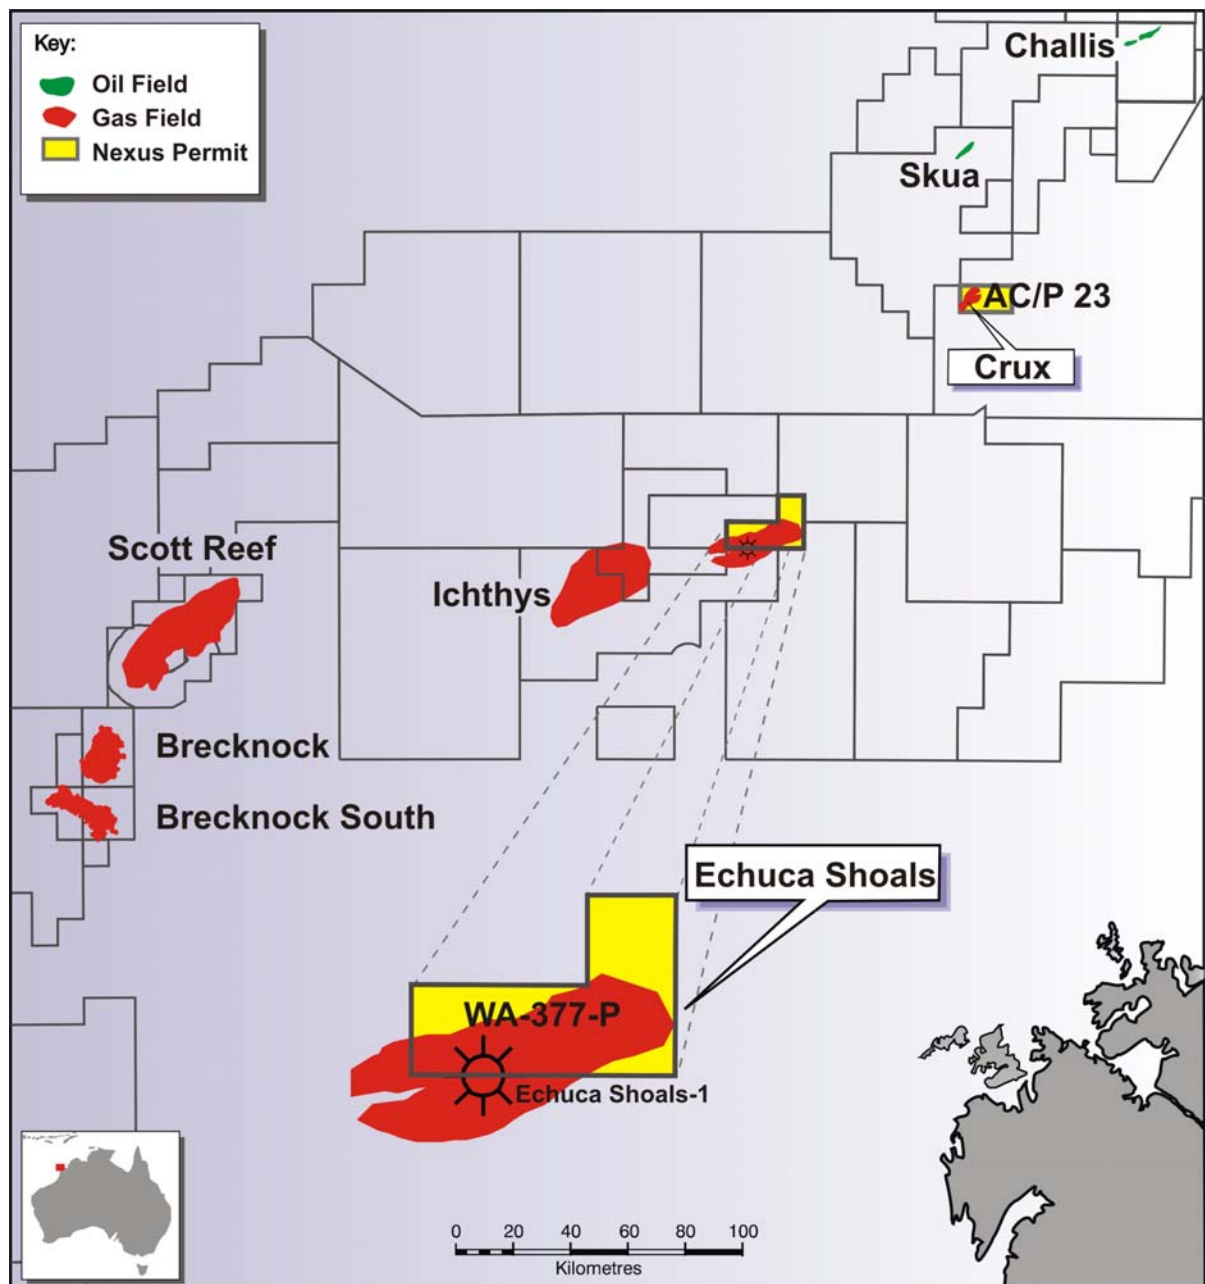 Key:
Oil Field
Gas Field
Nexus Permit
Challis
Skua
AC/P 23
Crux
Scott Reef
Ichthys
Brecknock
Brecknock South
Echuca Shoals
WA-377-P
Echuca Shoals-1
0 20 40 60 80 100
Kilometres